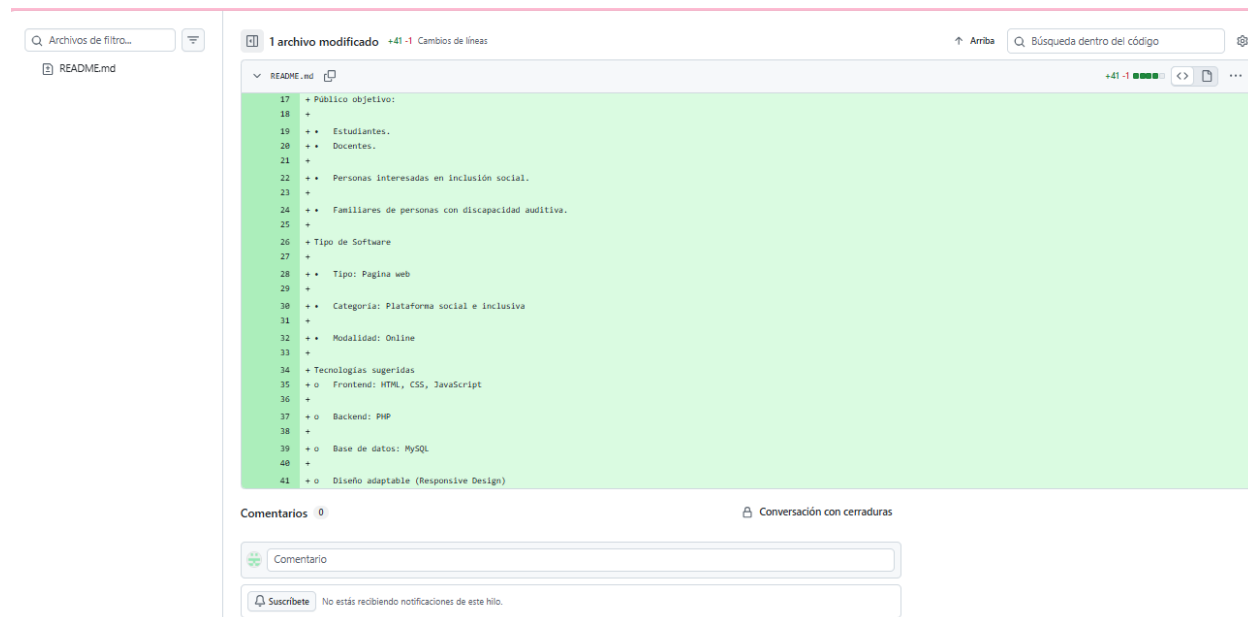 Archivos de filtro...
README.md
1 archivo modificado +41 -1 Cambios de líneas
Arriba
Búsqueda dentro del código
README.md
+41 -1
17 + Público objetivo:
18 +
19 + • Estudiantes.
20 + • Docentes.
21 +
22 + • Personas interesadas en inclusión social.
23 +
24 + • Familiares de personas con discapacidad auditiva.
25 +
26 + Tipo de Software
27 +
28 + • Tipo: Pagina web
29 +
30 + • Categoría: Plataforma social e inclusiva
31 +
32 + • Modalidad: Online
33 +
34 + Tecnologías sugeridas
35 + o Frontend: HTML, CSS, JavaScript
36 +
37 + o Backend: PHP
38 +
39 + o Base de datos: MySQL
40 +
41 + o Diseño adaptable (Responsive Design)
Comentarios 0
Conversación con cerraduras
Comentario
Suscríbete No estás recibiendo notificaciones de este hilo.